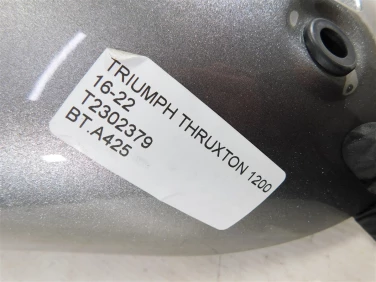 TRIUMPH THRUXTON 1200
16-22
T2302379
BT.A425